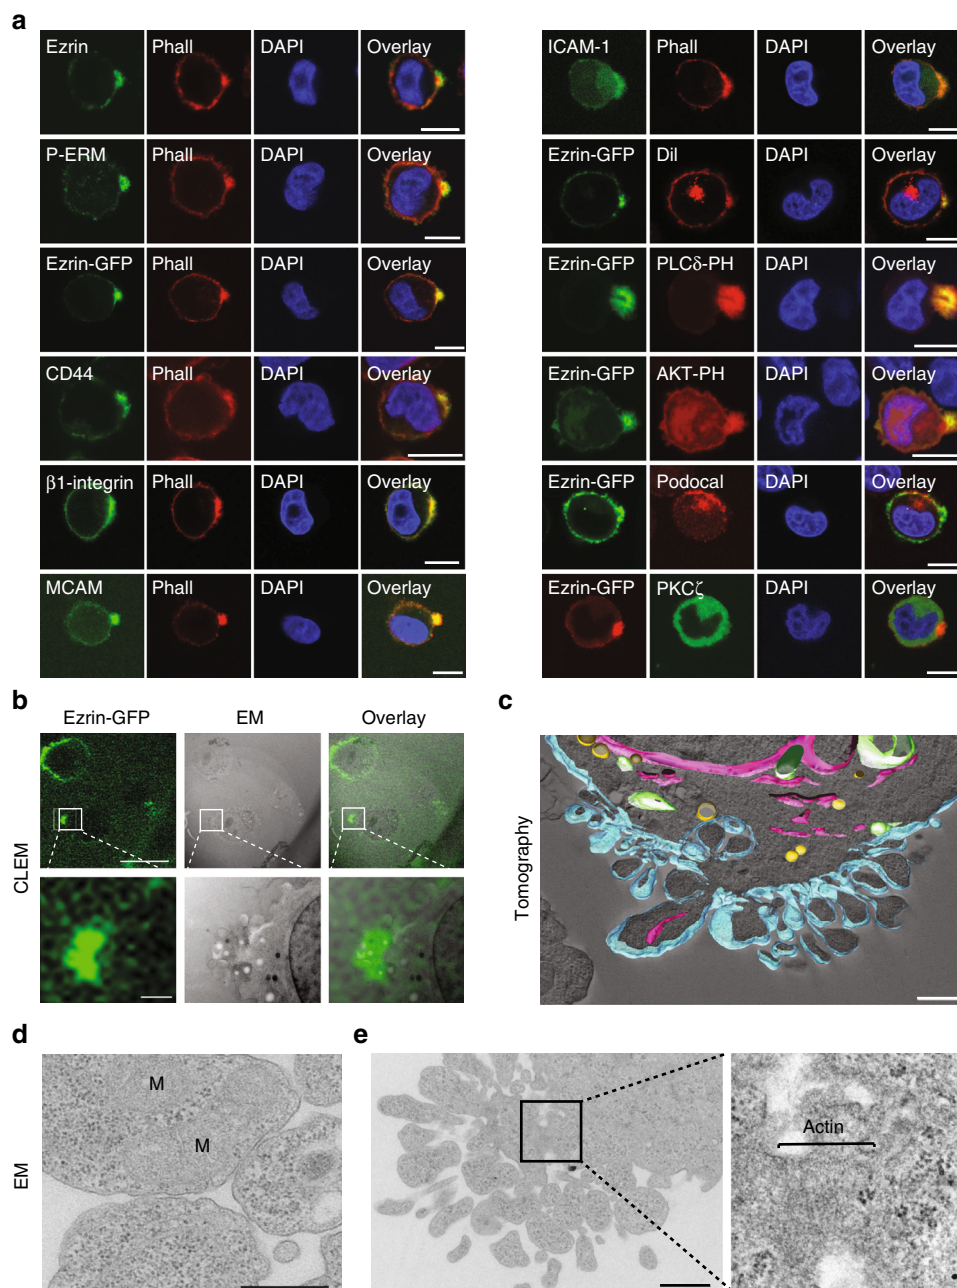 a
Ezrin Phall DAPI Overlay
P-ERM Phall DAPI Overlay
Ezrin-GFP Phall DAPI Overlay
CD44 Phall DAPI Overlay
β1-integrin Phall DAPI Overlay
MCAM Phall DAPI Overlay
ICAM-1 Phall DAPI Overlay
Ezrin-GFP Dil DAPI Overlay
Ezrin-GFP PLCδ-PH DAPI Overlay
Ezrin-GFP AKT-PH DAPI Overlay
Ezrin-GFP Podocal DAPI Overlay
Ezrin-GFP PKCζ DAPI Overlay
b
Ezrin-GFP EM Overlay
CLEM
c
Tomography
d
EM
M
M
e
Actin